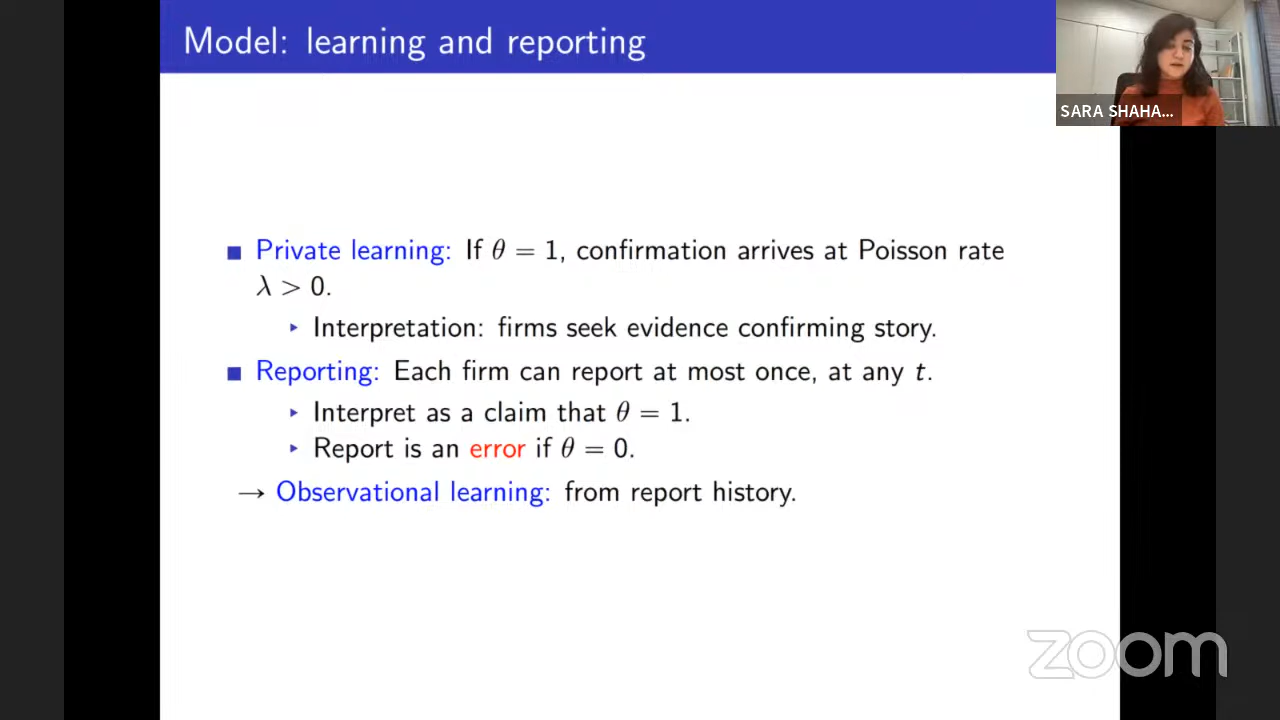 Model: learning and reporting
SARA SHAHA...
Private learning: If θ = 1, confirmation arrives at Poisson rate
λ > 0.
Interpretation: firms seek evidence confirming story.
Reporting: Each firm can report at most once, at any t.
Interpret as a claim that θ = 1.
Report is an error if θ = 0.
→ Observational learning: from report history.
zoom